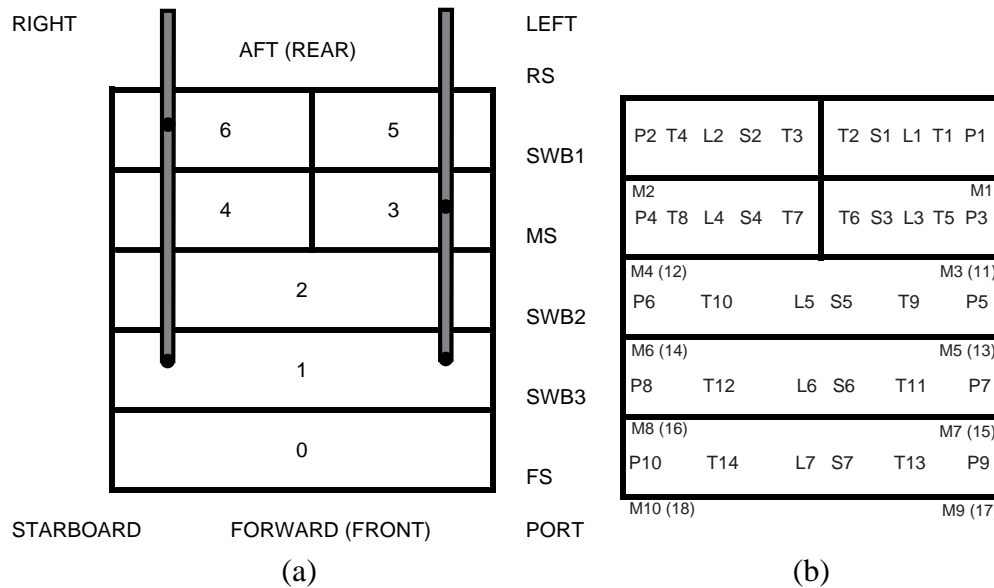 RIGHT
AFT (REAR)
6 5
4 3
2
1
0
STARBOARD FORWARD (FRONT)
(a)
LEFT
RS
SWB1
MS
SWB2
SWB3
FS
PORT
P2 T4 L2 S2 T3 T2 S1 L1 T1 P1
M2 M1
P4 T8 L4 S4 T7 T6 S3 L3 T5 P3
M4 (12) M3 (11)
P6 T10 L5 S5 T9 P5
M6 (14) M5 (13)
P8 T12 L6 S6 T11 P7
M8 (16) M7 (15)
P10 T14 L7 S7 T13 P9
M10 (18) M9 (17
(b)